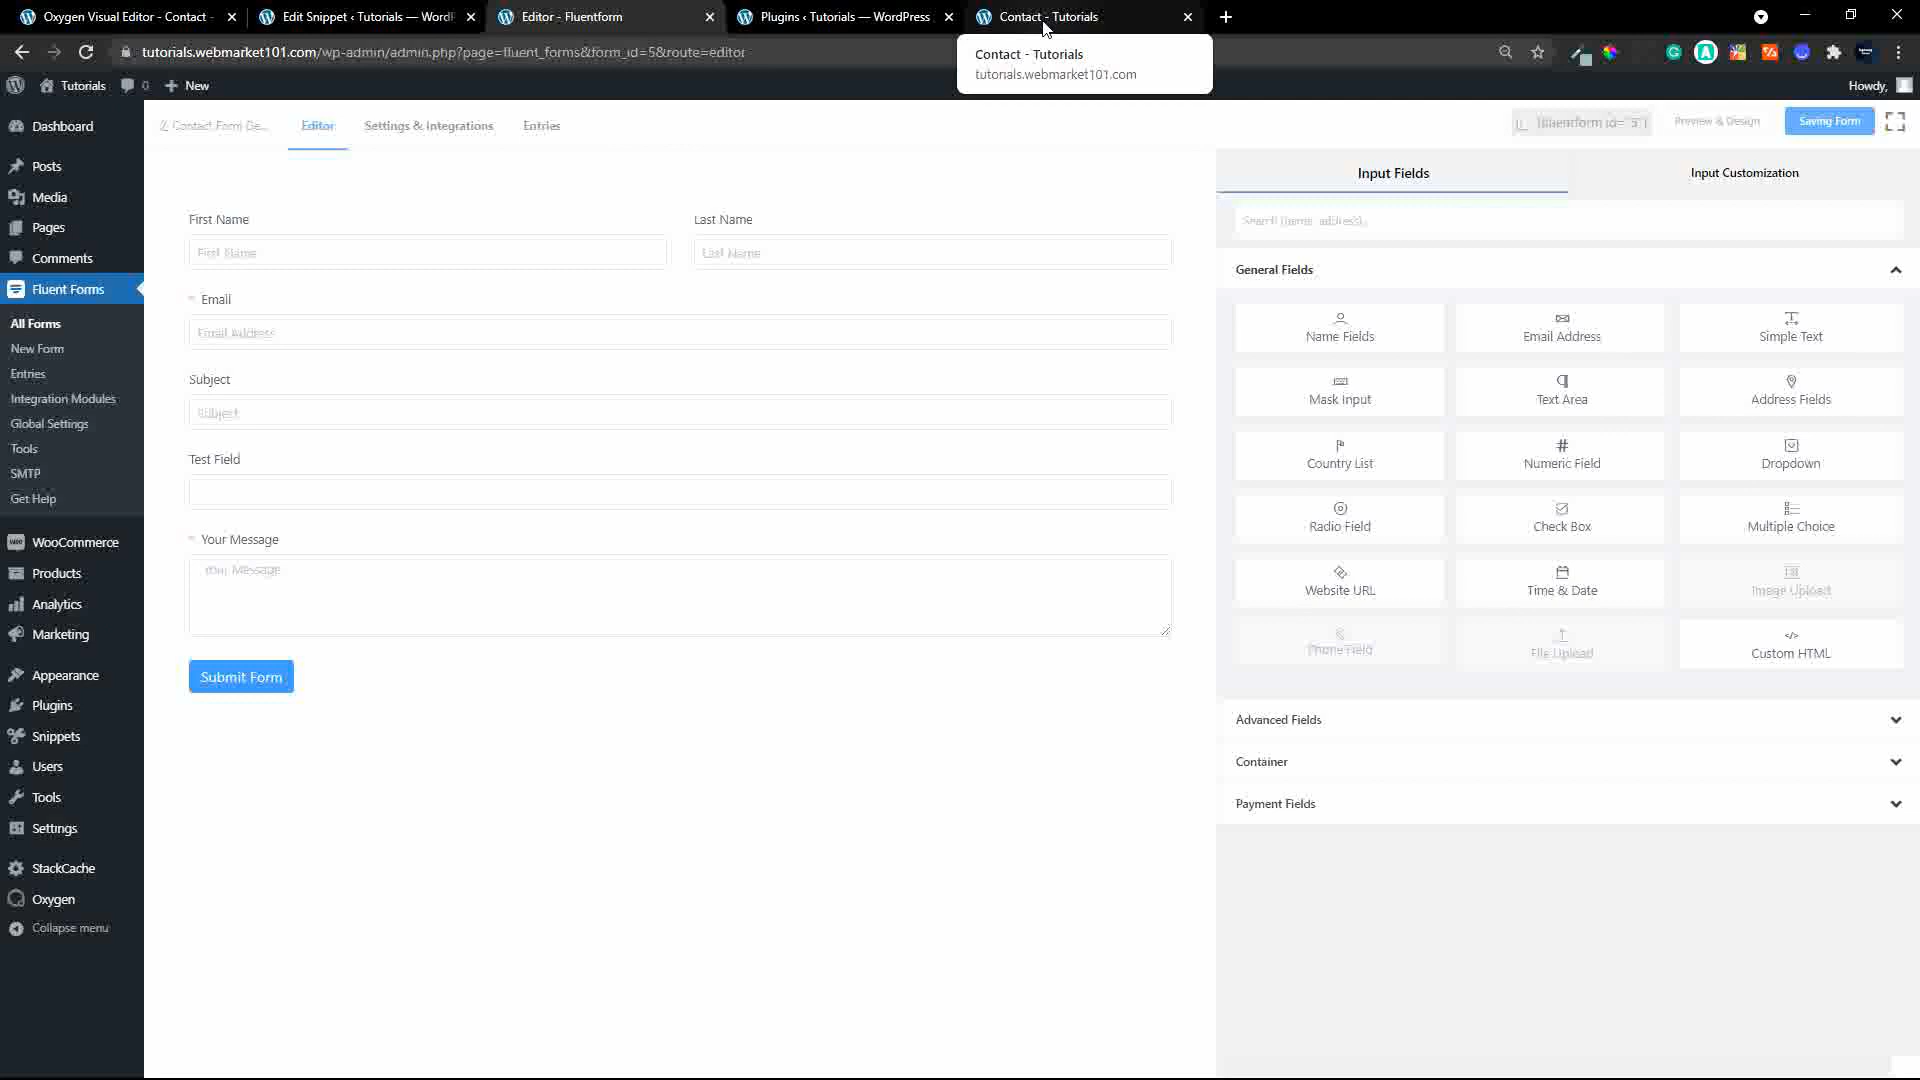 Oxygen Visual Editor - Contact
Edit Snippet ‹ Tutorials — WordP
Editor - Fluentform
Plugins ‹ Tutorials — WordPress
Contact - Tutorials
tutorials.webmarket101.com/wp-admin/admin.php?page=fluent_forms&form_id=5&route=editor
Contact - Tutorials
tutorials.webmarket101.com
Tutorials
0
New
Howdy,
Contact Form De...
Editor
Settings & Integrations
Entries
[fluentform id="5"]
Preview & Design
Saving Form
Dashboard
Posts
Media
Pages
Comments
Fluent Forms
All Forms
New Form
Entries
Integration Modules
Global Settings
Tools
SMTP
Get Help
WooCommerce
Products
Analytics
Marketing
Appearance
Plugins
Snippets
Users
Tools
Settings
StackCache
Oxygen
Collapse menu
First Name
Last Name
First Name
Last Name
* Email
Email Address
Subject
Subject
Test Field
* Your Message
Your Message
Submit Form
Input Fields
Input Customization
Search (name, address)...
General Fields
Name Fields
Email Address
Simple Text
Mask Input
Text Area
Address Fields
Country List
Numeric Field
Dropdown
Radio Field
Check Box
Multiple Choice
Website URL
Time & Date
Image Upload
Phone Field
File Upload
Custom HTML
Advanced Fields
Container
Payment Fields